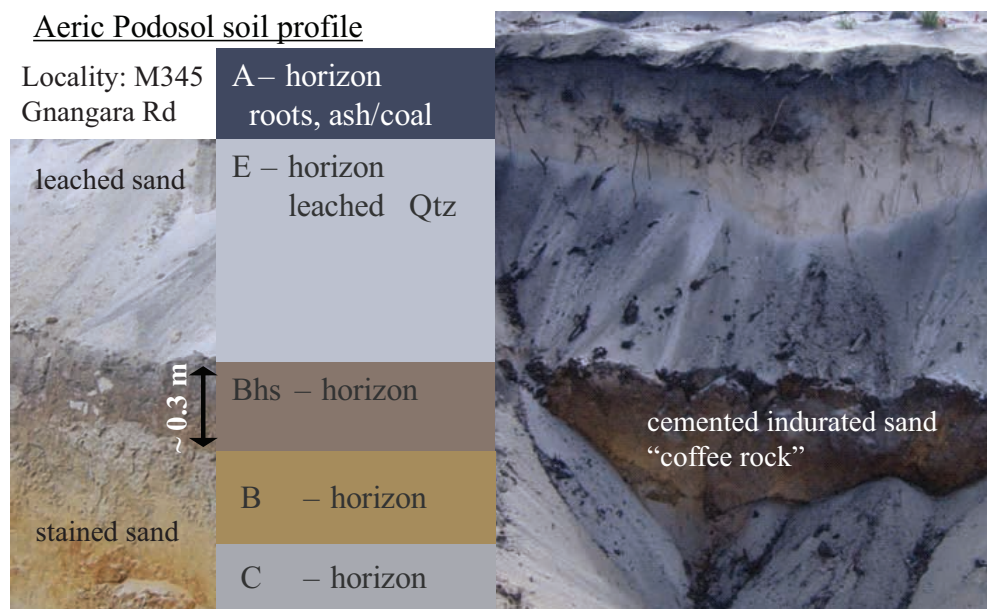 Aeric Podosol soil profile
Locality: M345
Gnangara Rd
A – horizon
roots, ash/coal
leached sand
E – horizon
leached Qtz
~ 0.3 m
Bhs – horizon
cemented indurated sand
“coffee rock”
B – horizon
stained sand
C – horizon